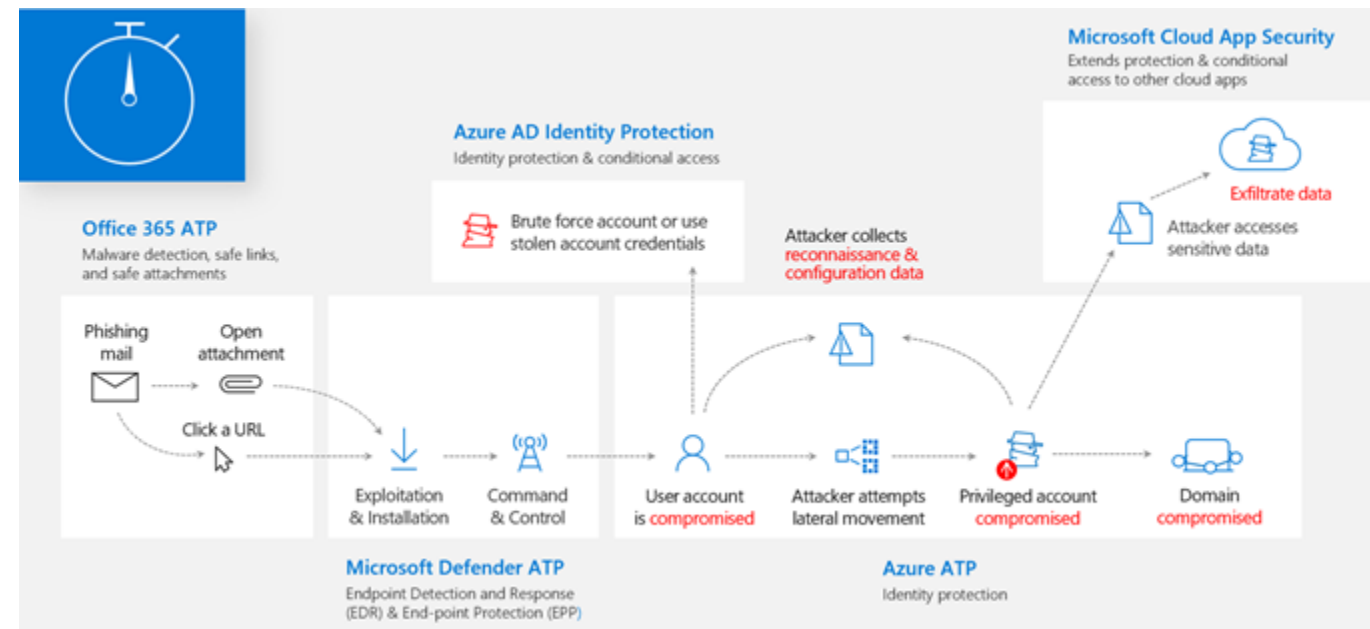 Microsoft Cloud App Security
Extends protection & conditional
access to other cloud apps
Exfiltrate data
Attacker accesses
sensitive data
Azure AD Identity Protection
Identity protection & conditional access
Brute force account or use
stolen account credentials
Attacker collects
reconnaissance &
configuration data
Office 365 ATP
Malware detection, safe links,
and safe attachments
Phishing
mail
Open
attachment
Click a URL
Exploitation
& Installation
Command
& Control
User account
is compromised
Attacker attempts
lateral movement
Privileged account
compromised
Domain
compromised
Microsoft Defender ATP
Endpoint Detection and Response
(EDR) & End-point Protection (EPP)
Azure ATP
Identity protection